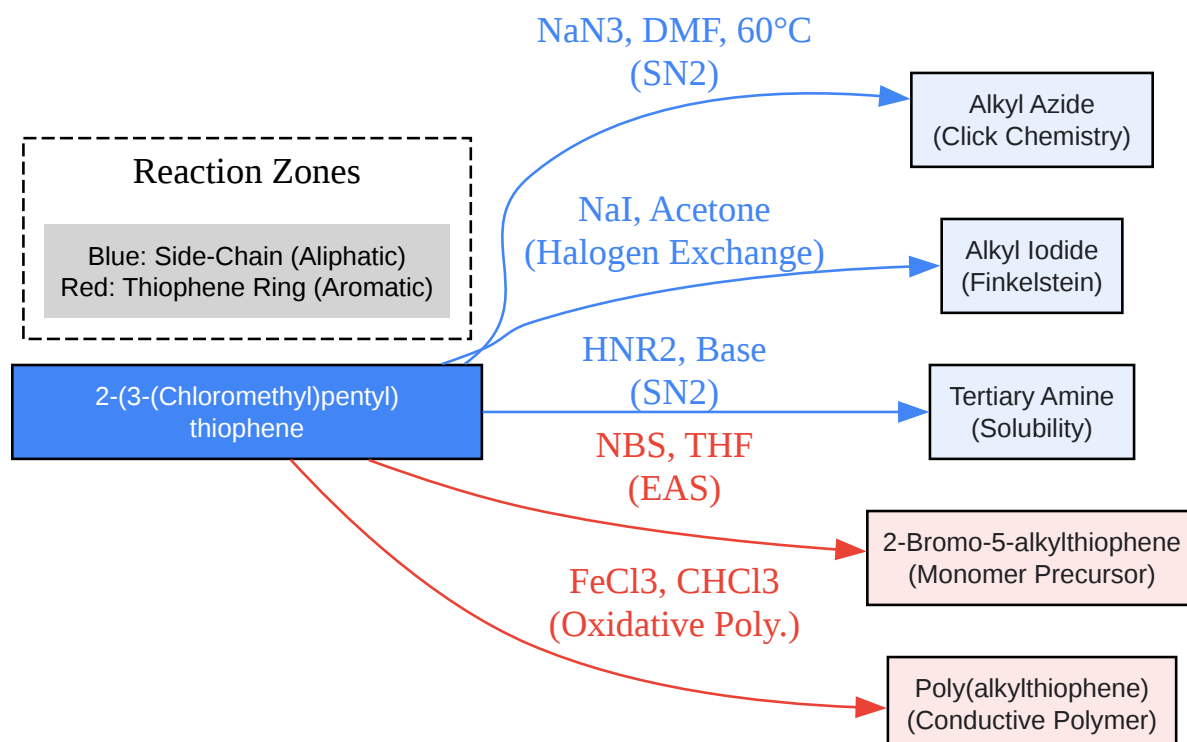 NaN3, DMF, 60°C
(SN2)
Alkyl Azide
(Click Chemistry)
Reaction Zones
Blue: Side-Chain (Aliphatic)
Red: Thiophene Ring (Aromatic)
NaI, Acetone
(Halogen Exchange)
Alkyl Iodide
(Finkelstein)
2-(3-(Chloromethyl)pentyl)
thiophene
HNR2, Base
(SN2)
Tertiary Amine
(Solubility)
NBS, THF
(EAS)
2-Bromo-5-alkylthiophene
(Monomer Precursor)
FeCl3, CHCl3
(Oxidative Poly.)
Poly(alkylthiophene)
(Conductive Polymer)